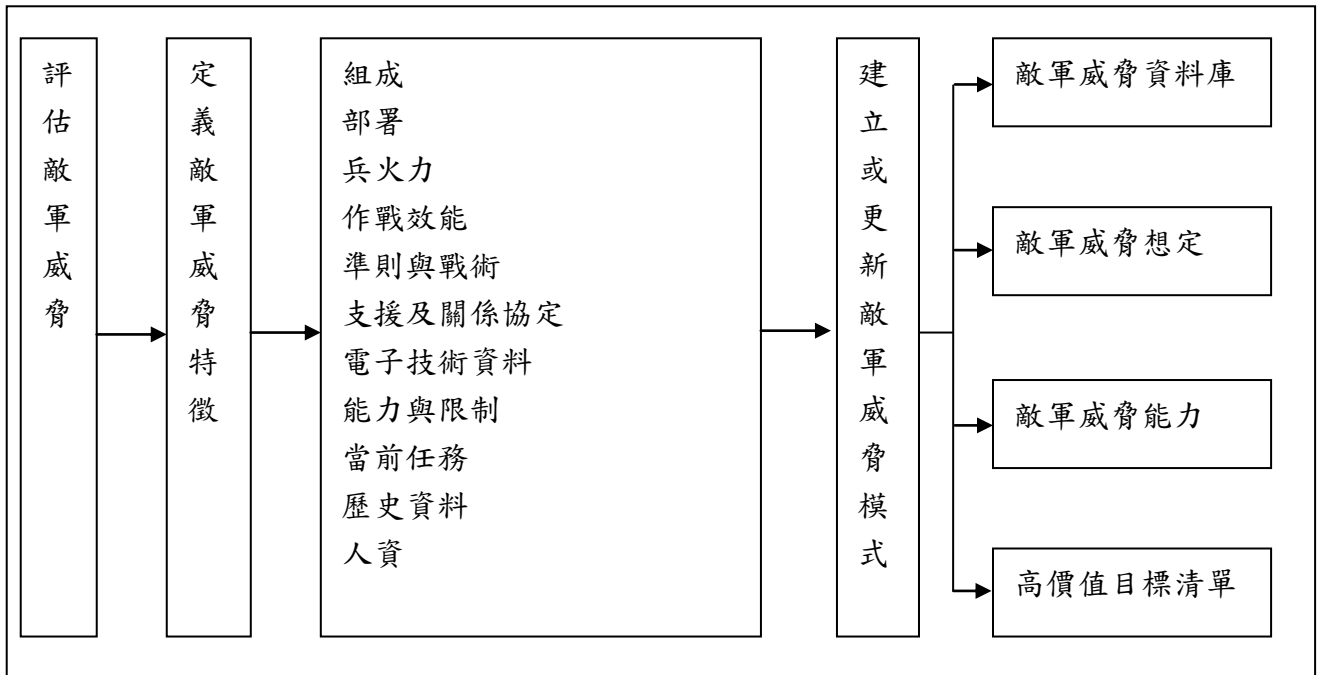 評估敵軍威脅
定義敵軍威脅特徵
組成
部署
兵火力
作戰效能
準則與戰術
支援及關係協定
電子技術資料
能力與限制
當前任務
歷史資料
人資
建立或更新敵軍威脅模式
敵軍威脅資料庫
敵軍威脅想定
敵軍威脅能力
高價值目標清單